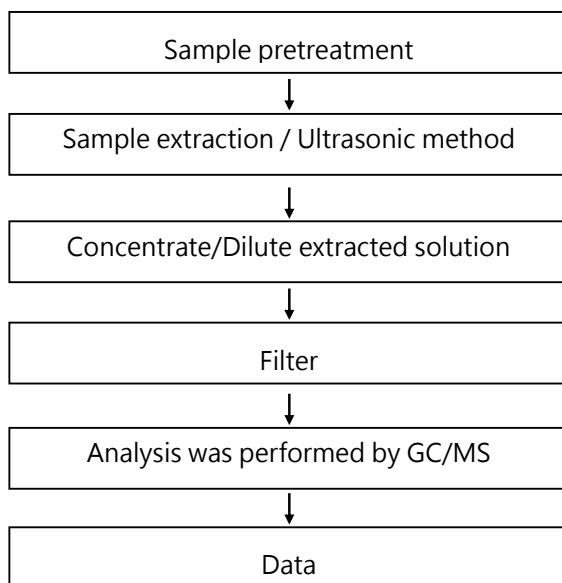 Sample pretreatment
Sample extraction / Ultrasonic method
Concentrate/Dilute extracted solution
Filter
Analysis was performed by GC/MS
Data